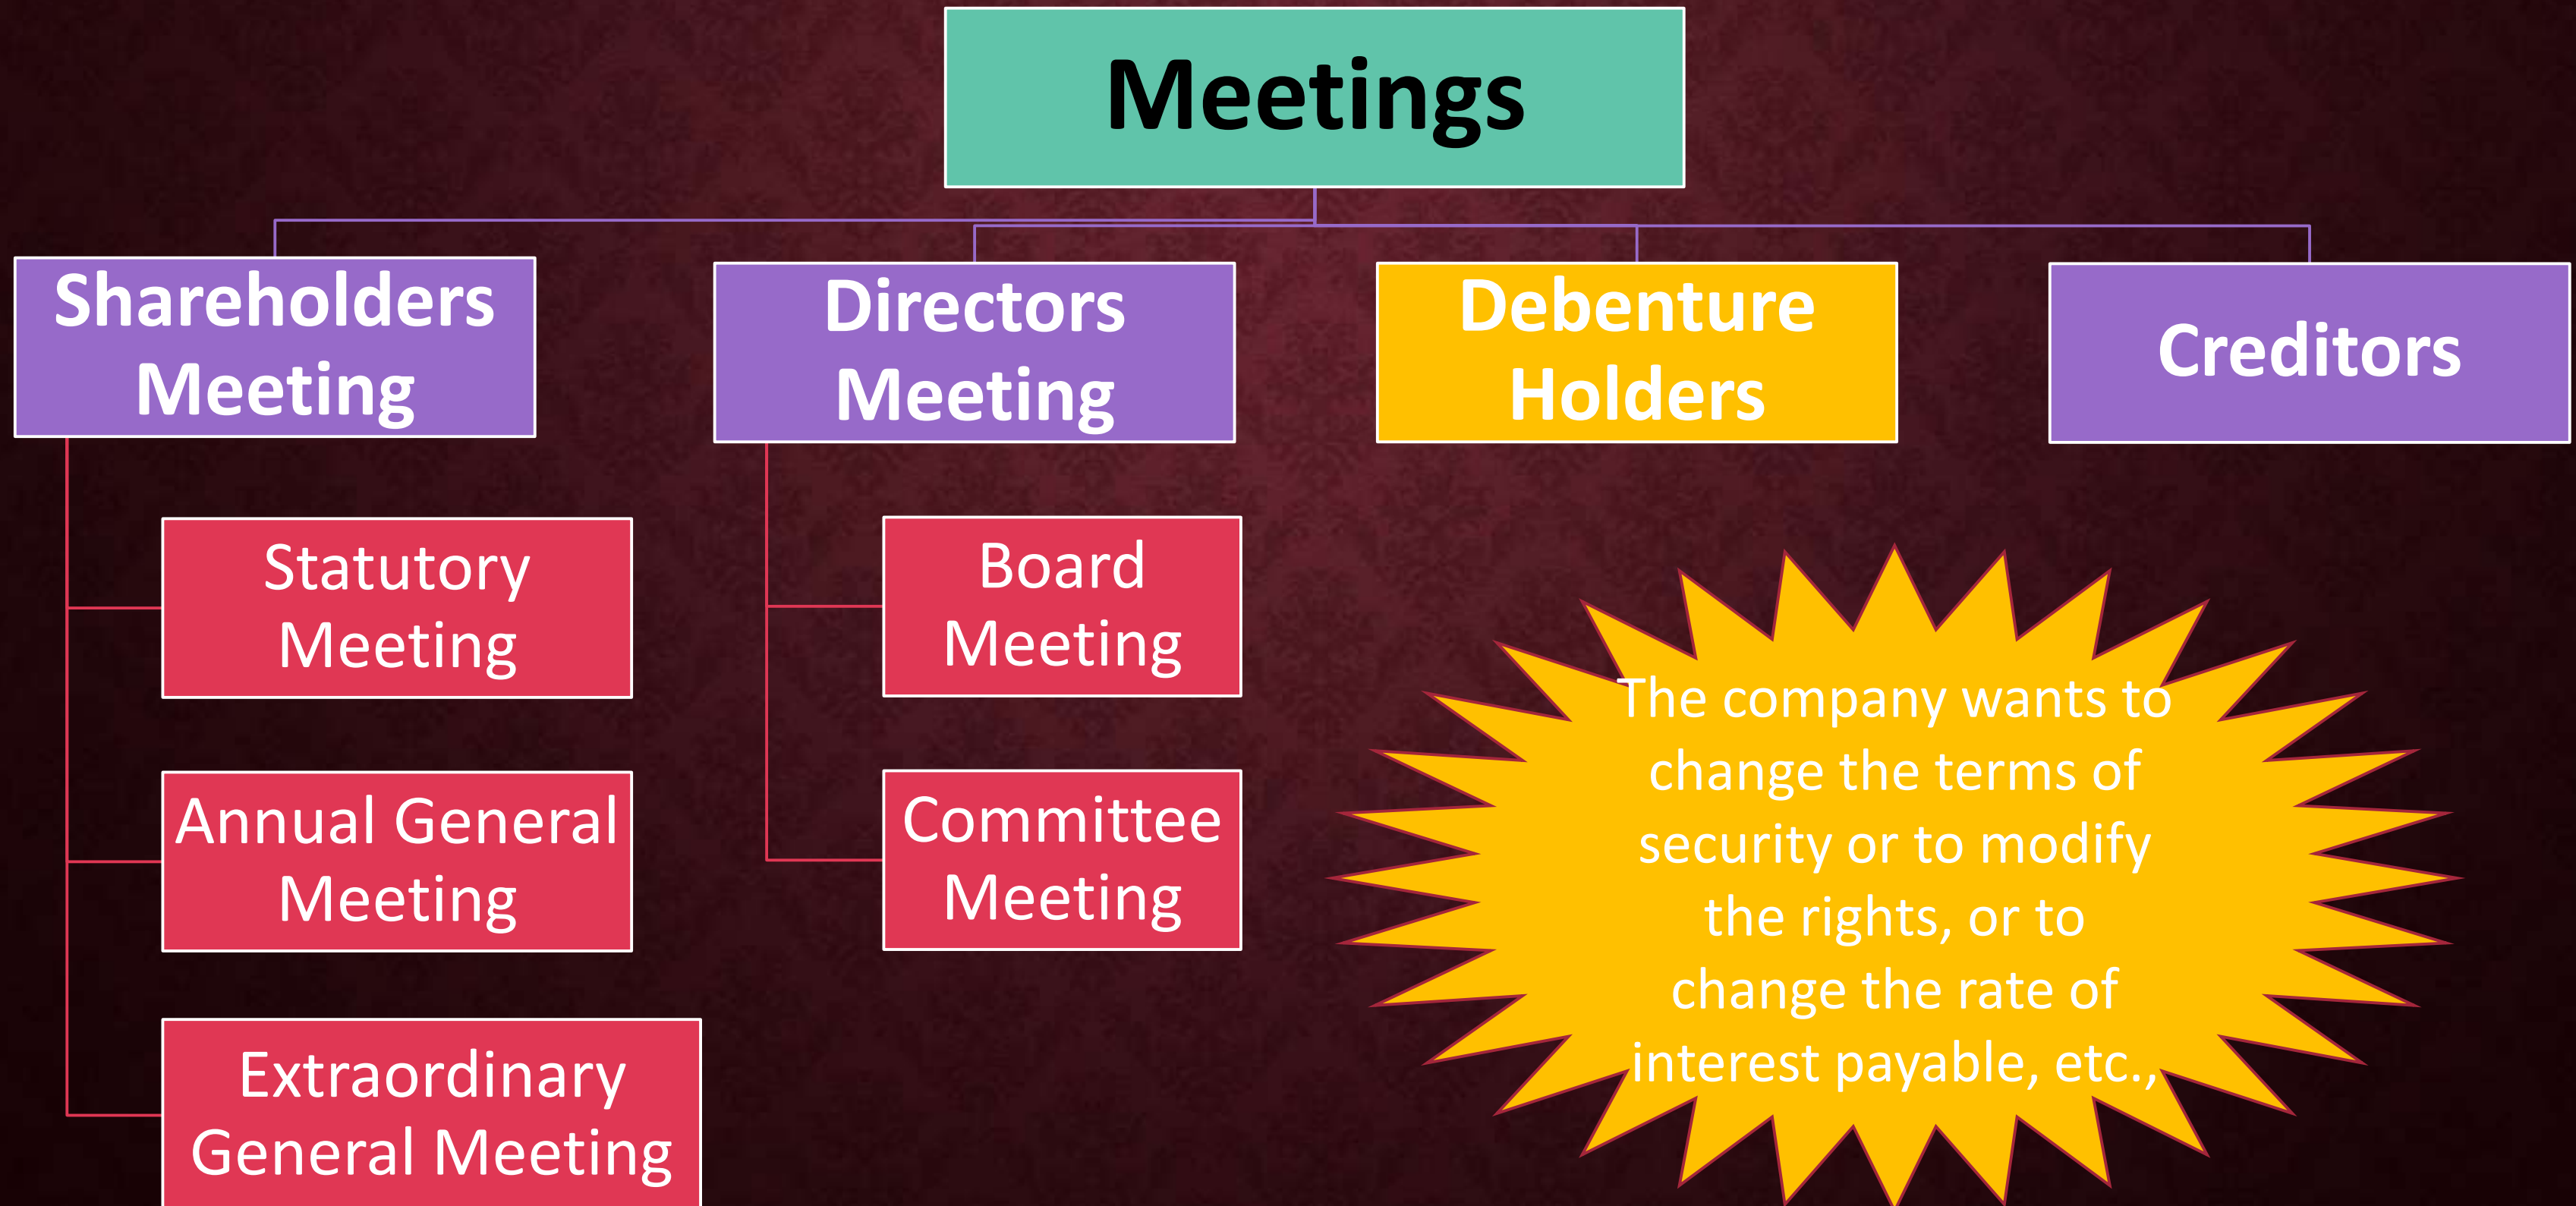 Meetings
Shareholders
Meeting
Directors
Meeting
Debenture
Holders
Creditors
Statutory
Meeting
Annual General
Meeting
Extraordinary
General Meeting
Board
Meeting
Committee
Meeting
The company wants to
change the terms of
security or to modify
the rights, or to
change the rate of
interest payable, etc.,